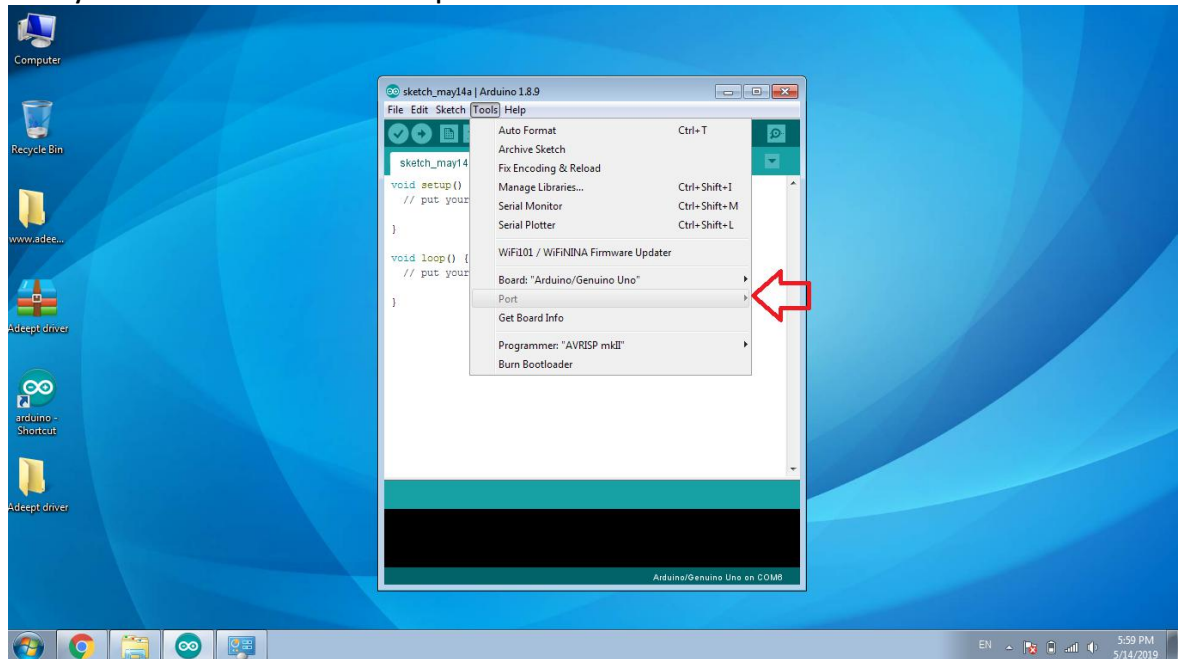 Computer
Recycle Bin
www.adee...
Adeept driver
arduino -
Shortcut
Adeept driver
sketch_may14a | Arduino 1.8.9
File Edit Sketch Tools Help
sketch_may14
void setup()
// put your
}
void loop() {
// put your
}
Auto Format Ctrl+T
Archive Sketch
Fix Encoding & Reload
Manage Libraries... Ctrl+Shift+I
Serial Monitor Ctrl+Shift+M
Serial Plotter Ctrl+Shift+L
WiFi101 / WiFiNINA Firmware Updater
Board: "Arduino/Genuino Uno"
Port
Get Board Info
Programmer: "AVRISP mkII"
Burn Bootloader
Arduino/Genuino Uno on COM6
EN
5:59 PM
5/14/2019